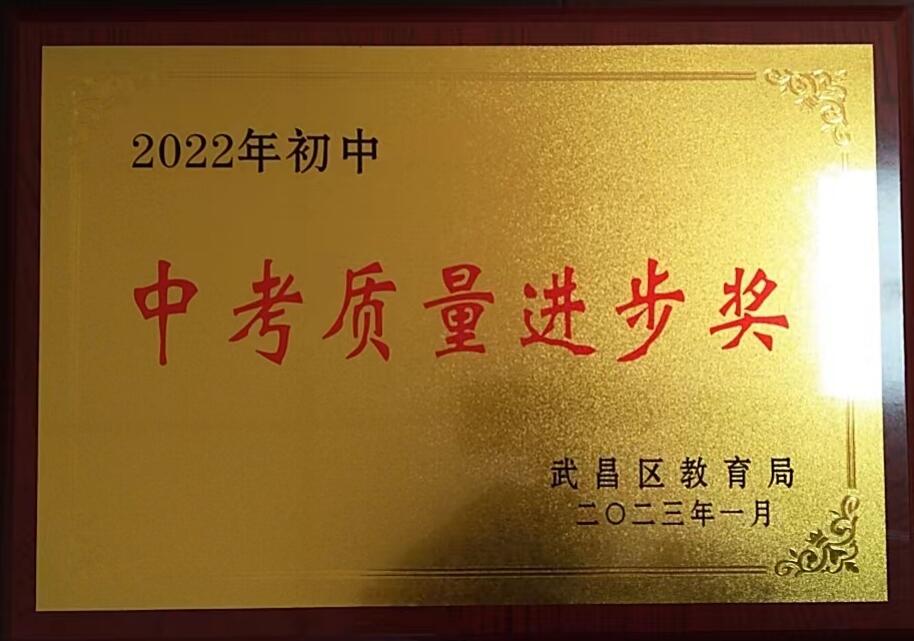 2022年初中
中考质量进步奖
武昌区教育局
二〇二三年一月